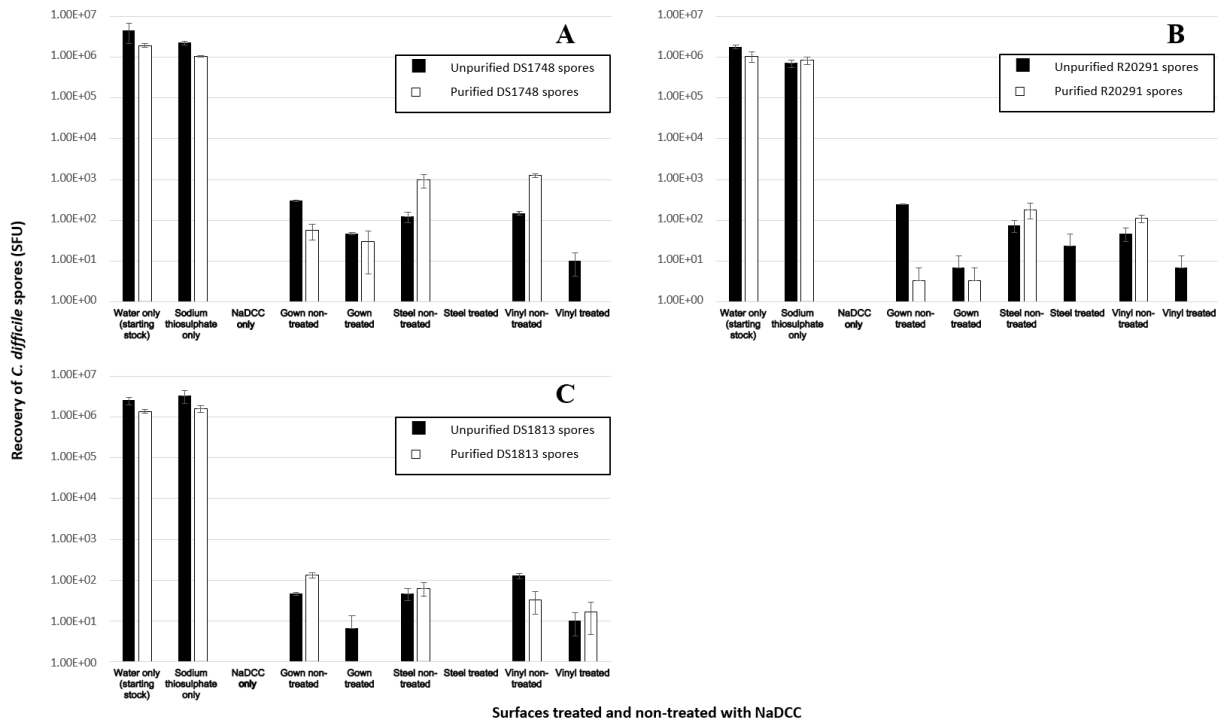 Recovery of C. difficile spores (SFU)
A
Unpurified DS1748 spores
Purified DS1748 spores
1.00E+07
1.00E+06
1.00E+05
1.00E+04
1.00E+03
1.00E+02
1.00E+01
1.00E+00
Water only
(starting
stock)
Sodium
thiosulphate
only
NaDCC
only
Gown non-
treated
Gown
treated
Steel non-
treated
Steel treated
Vinyl non-
treated
Vinyl treated
B
Unpurified R20291 spores
Purified R20291 spores
1.00E+07
1.00E+06
1.00E+05
1.00E+04
1.00E+03
1.00E+02
1.00E+01
1.00E+00
Water only
(starting
stock)
Sodium
thiosulphate
only
NaDCC
only
Gown non-
treated
Gown
treated
Steel non-
treated
Steel treated
Vinyl non-
treated
Vinyl treated
C
Unpurified DS1813 spores
Purified DS1813 spores
1.00E+07
1.00E+06
1.00E+05
1.00E+04
1.00E+03
1.00E+02
1.00E+01
1.00E+00
Water only
(starting
stock)
Sodium
thiosulphate
only
NaDCC
only
Gown non-
treated
Gown
treated
Steel non-
treated
Steel treated
Vinyl non-
treated
Vinyl treated
Surfaces treated and non-treated with NaDCC